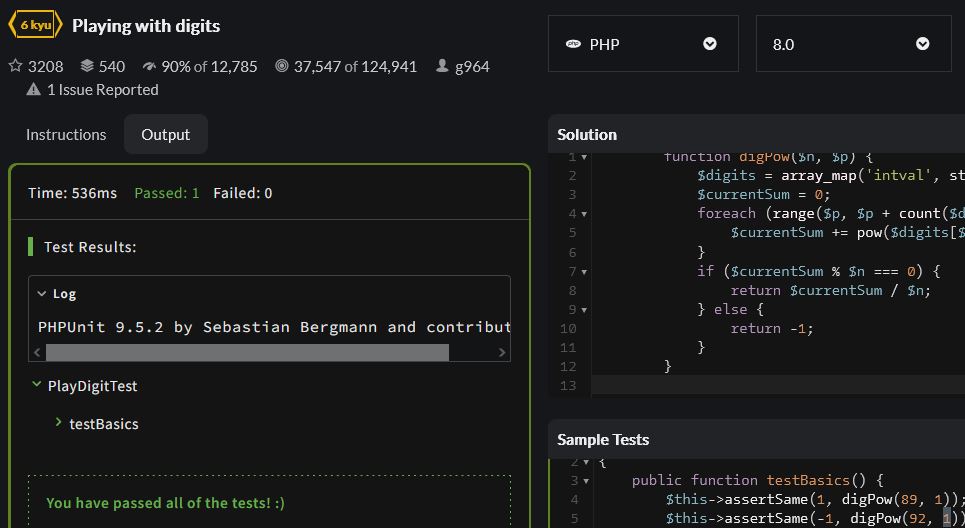 6 kyu Playing with digits
3208 540 90% of 12,785 37,547 of 124,941 g964
1 Issue Reported
PHP 8.0
Instructions Output
Time: 536ms Passed: 1 Failed: 0
Test Results:
Log
PHPUnit 9.5.2 by Sebastian Bergmann and contribut
PlayDigitTest
testBasics
You have passed all of the tests! :)
Solution
1 function digPow($n, $p) {
2 $digits = array_map('intval', st
3 $currentSum = 0;
4 foreach (range($p, $p + count($d
5 $currentSum += pow($digits[$
6 }
7 if ($currentSum % $n === 0) {
8 return $currentSum / $n;
9 } else {
10 return -1;
11 }
12 }
13
Sample Tests
2 {
3 public function testBasics() {
4 $this->assertSame(1, digPow(89, 1));
5 $this->assertSame(-1, digPow(92, 1))